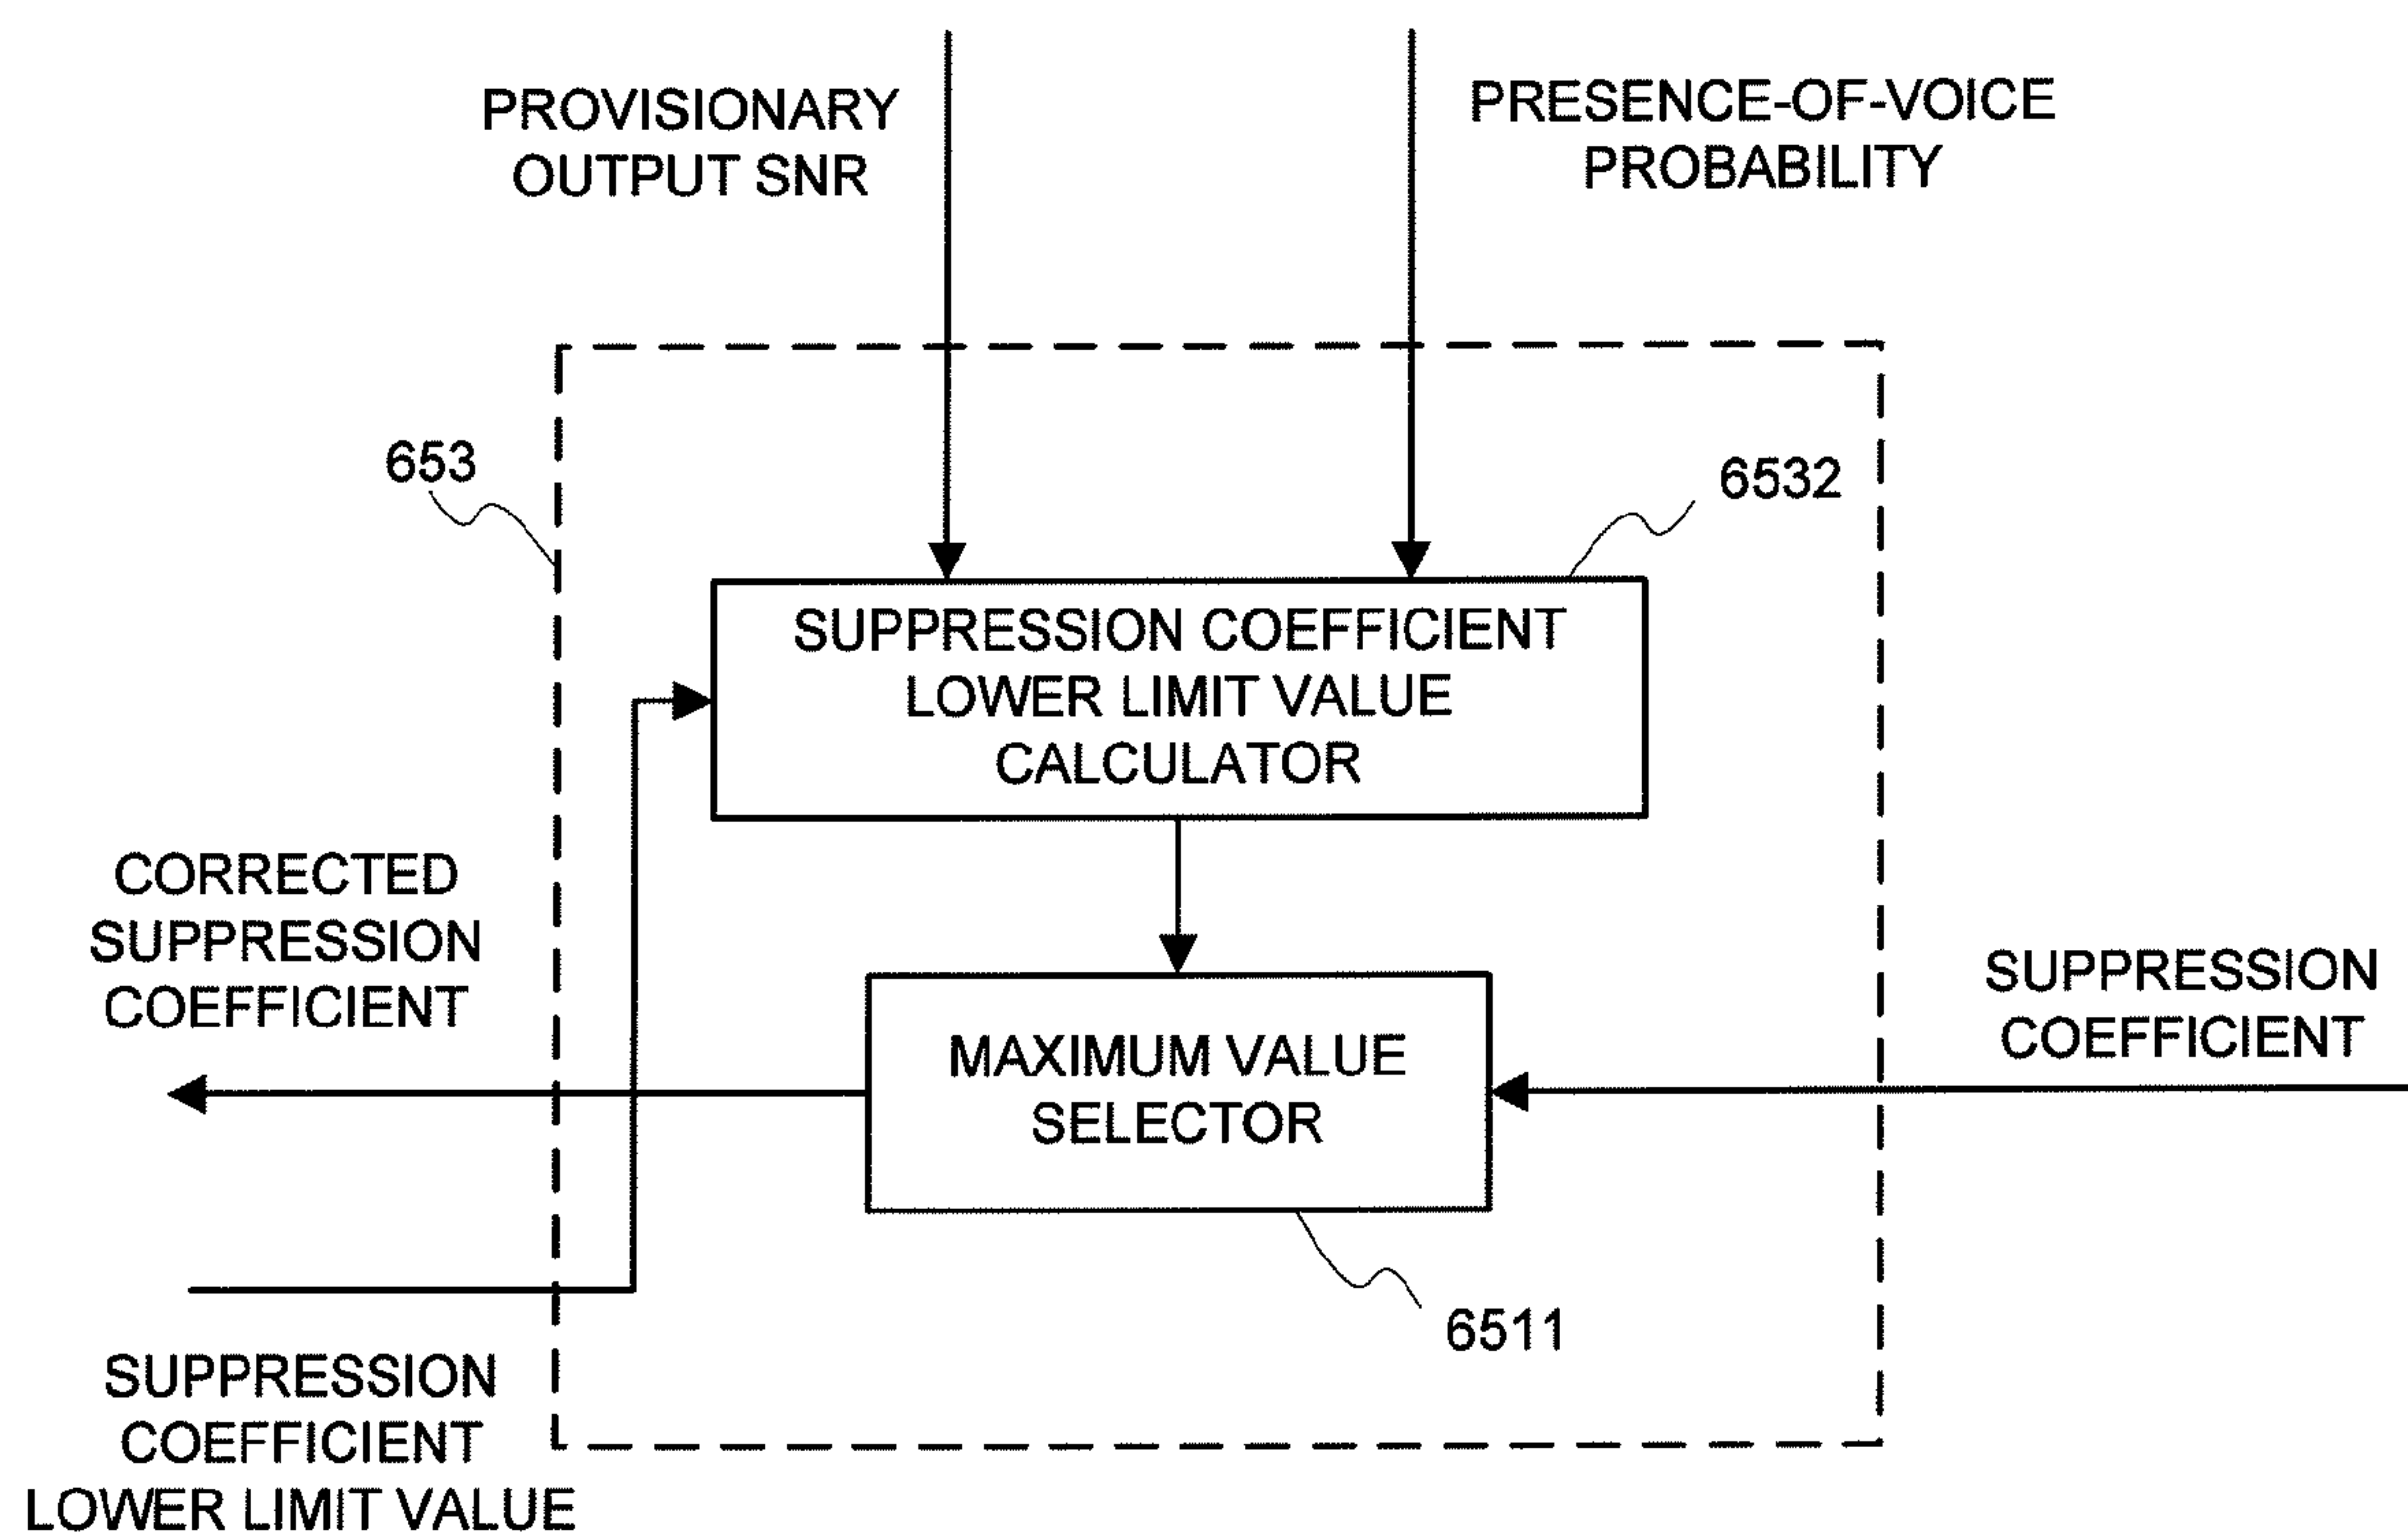 PROVISIONARY
OUTPUT SNR
PRESENCE-OF-VOICE
PROBABILITY
653
6532
SUPPRESSION COEFFICIENT
LOWER LIMIT VALUE
CALCULATOR
CORRECTED
SUPPRESSION
COEFFICIENT
MAXIMUM VALUE
SELECTOR
SUPPRESSION
COEFFICIENT
6511
SUPPRESSION
COEFFICIENT
LOWER LIMIT VALUE